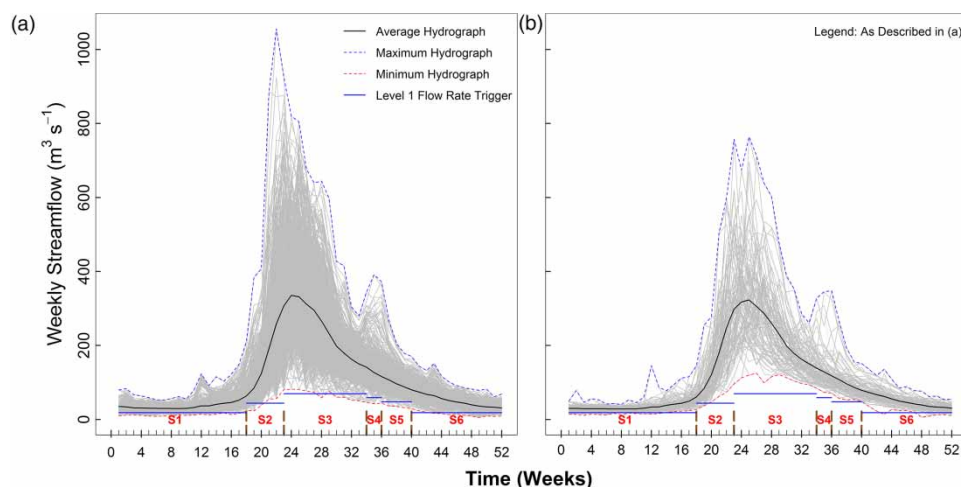 (a)
Average Hydrograph
Maximum Hydrograph
Minimum Hydrograph
Level 1 Flow Rate Trigger
(b)
Legend: As Described in (a)
Weekly Streamflow (m³ s⁻¹)
1000
800
600
400
200
0
S1 S2 S3 S4 S5 S6
0 4 8 12 16 20 24 28 32 36 40 44 48 52
S1 S2 S3 S4 S5 S6
0 4 8 12 16 20 24 28 32 36 40 44 48 52
Time (Weeks)